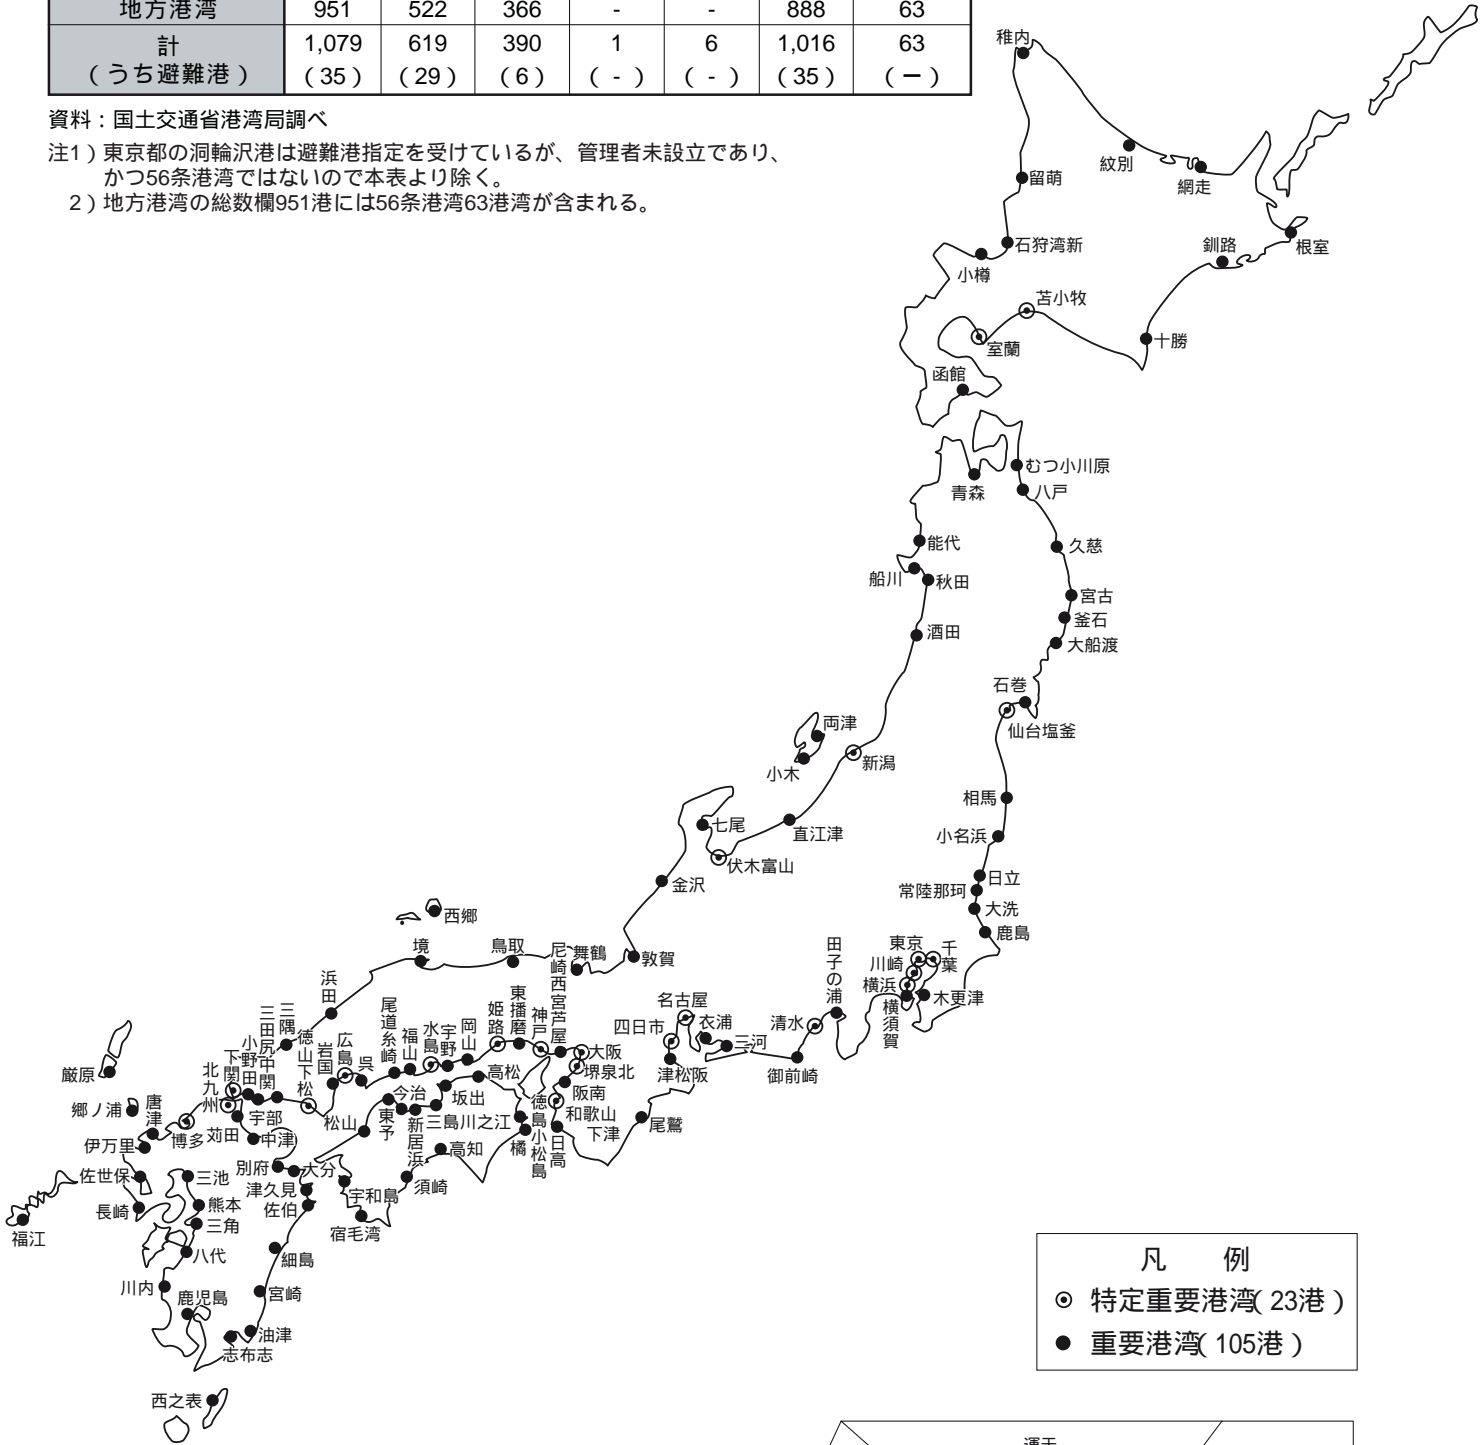 地方港湾 951 522 366 - - 888 63
計 1,079 619 390 1 6 1,016 63
（うち避難港） (35) (29) (6) ( - ) ( - ) (35) (ー)
資料：国土交通省港湾局調べ
注1）東京都の洞輪沢港は避難港指定を受けているが、管理者未設立であり、
かつ56条港湾ではないので本表より除く。
2）地方港湾の総数欄951港には56条港湾63港湾が含まれる。
稚内
紋別
網走
留萌
石狩湾新
小樽
釧路
根室
苫小牧
室蘭
十勝
函館
むつ小川原
青森
八戸
能代
久慈
船川
秋田
宮古
釜石
酒田
大船渡
石巻
仙台塩釜
両津
小木
新潟
相馬
七尾
直江津
小名浜
伏木富山
金沢
日立
常陸那珂
大洗
鹿島
西郷
境
鳥取
舞鶴
敦賀
尼崎西宮芦屋
東京
千葉
川崎
横浜
横須賀
木更津
田子の浦
清水
御前崎
名古屋
四日市
衣浦
三河
津松阪
尾鷲
浜田
三隅
三田尻中関
小野田
下関
北九州
徳山下松
岩国
広島
呉
尾道糸崎
福山
水島
宇野
岡山
姫路
東播磨
神戸
大阪
堺泉北
阪南
和歌山
下津
日高
高松
坂出
今治
東予
新居浜
三島川之江
徳島小松島
橘
松山
高知
須崎
宇和島
宿毛湾
厳原
郷ノ浦
唐津
伊万里
博多
苅田
宇部
中津
別府
大分
津久見
佐伯
佐世保
長崎
福江
三池
熊本
三角
八代
川内
鹿児島
細島
宮崎
油津
志布志
西之表
凡　例
特定重要港湾（23港）
重要港湾（105港）
運天